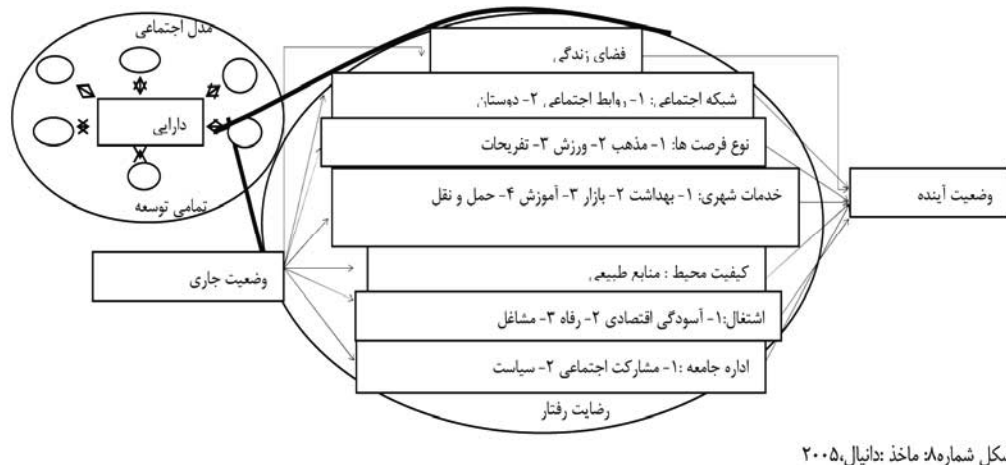 مدل اجتماعی
دارایی
تمامی توسعه
وضعیت جاری
فضای زندگی
شبکه اجتماعی: ۱- روابط اجتماعی ۲- دوستان
نوع فرصت ها: ۱- مذهب ۲- ورزش ۳- تفریحات
خدمات شهری: ۱- بهداشت ۲- بازار ۳- آموزش ۴- حمل و نقل
کیفیت محیط : منابع طبیعی
اشتغال:۱- آسودگی اقتصادی ۲- رفاه ۳- مشاغل
اداره جامعه :۱- مشارکت اجتماعی ۲- سیاست
رضایت رفتار
وضعیت آینده
شکل شماره۸: ماخذ :دانیال،۲۰۰۵